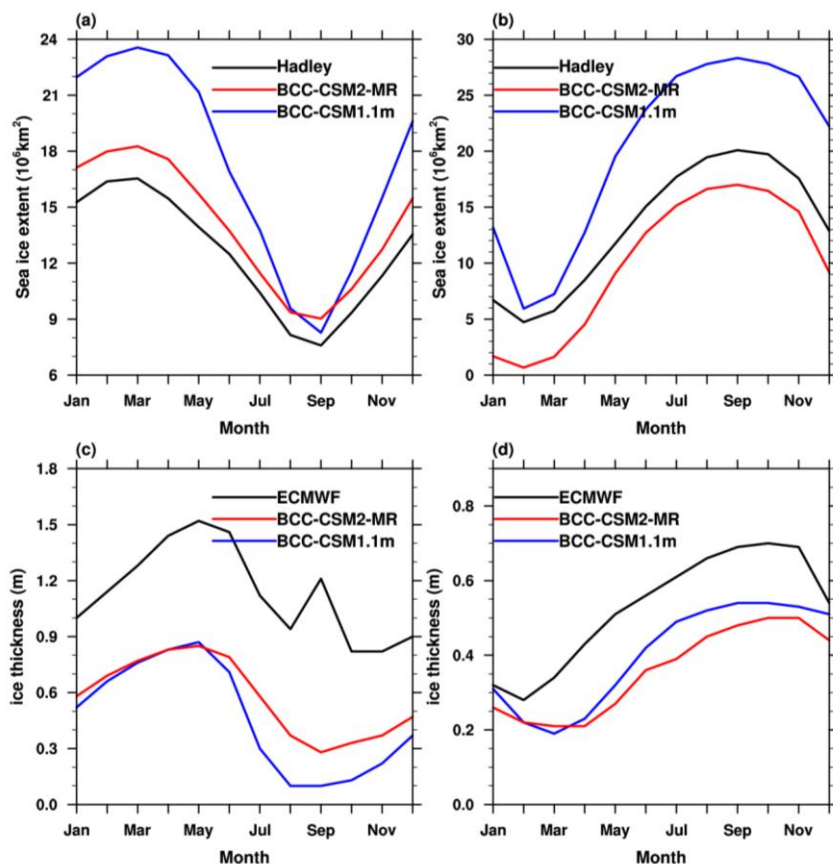 (a)
24
21
18
15
12
9
6
Sea ice extent (10⁶km²)
Hadley
BCC-CSM2-MR
BCC-CSM1.1m
Jan Mar May Jul Sep Nov
Month
(b)
30
25
20
15
10
5
0
Sea ice extent (10⁶km²)
Hadley
BCC-CSM2-MR
BCC-CSM1.1m
Jan Mar May Jul Sep Nov
Month
(c)
1.8
1.5
1.2
0.9
0.6
0.3
0.0
ice thickness (m)
ECMWF
BCC-CSM2-MR
BCC-CSM1.1m
Jan Mar May Jul Sep Nov
Month
(d)
0.8
0.6
0.4
0.2
0.0
ice thickness (m)
ECMWF
BCC-CSM2-MR
BCC-CSM1.1m
Jan Mar May Jul Sep Nov
Month